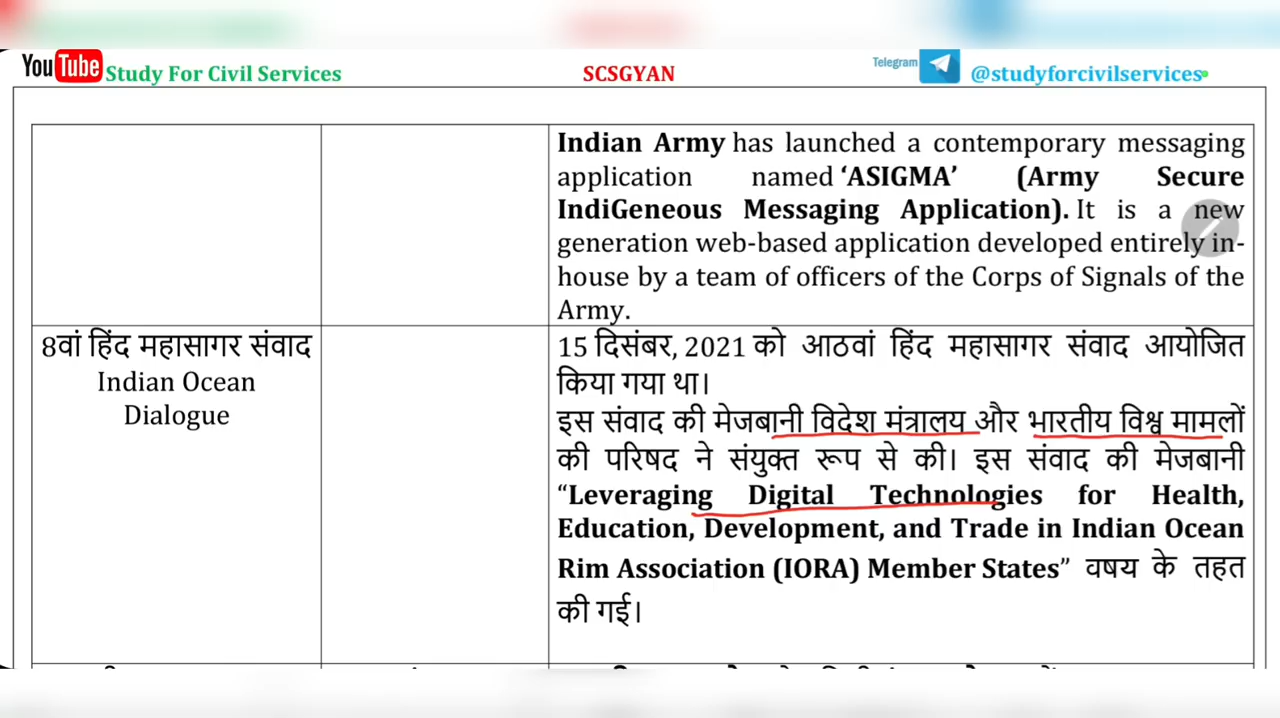 YouTube Study For Civil Services
SCSGYAN
Telegram
@studyforcivilservices
Indian Army has launched a contemporary messaging
application named ‘ASIGMA’ (Army Secure
IndiGeneous Messaging Application). It is a new
generation web-based application developed entirely in-
house by a team of officers of the Corps of Signals of the
Army.
8वां हिंद महासागर संवाद
Indian Ocean
Dialogue
15 दिसंबर, 2021 को आठवां हिंद महासागर संवाद आयोजित
किया गया था।
इस संवाद की मेजबानी विदेश मंत्रालय और भारतीय विश्व मामलों
की परिषद ने संयुक्त रूप से की। इस संवाद की मेजबानी
“Leveraging Digital Technologies for Health,
Education, Development, and Trade in Indian Ocean
Rim Association (IORA) Member States” वषय के तहत
की गई।